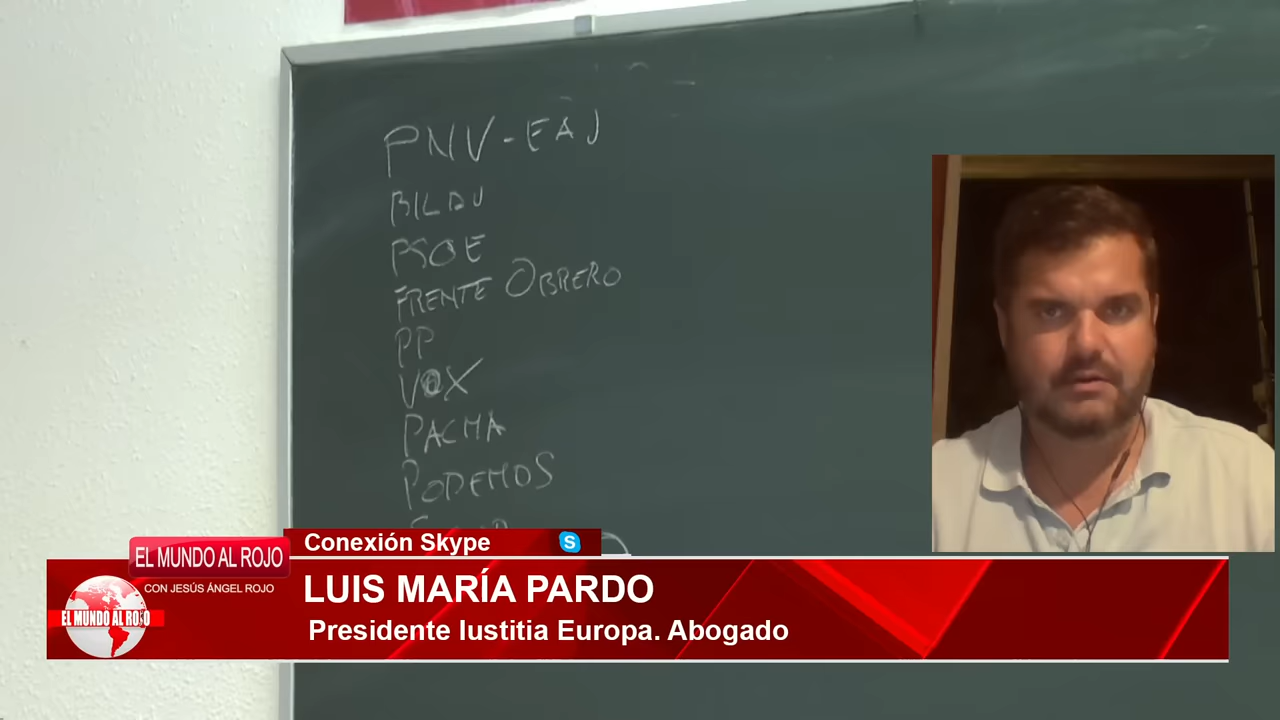 PNV-EAJ
BILDU
PSOE
FRENTE OBRERO
PP
VOX
PACMA
PODEMOS
Conexión Skype
EL MUNDO AL ROJO
CON JESÚS ÁNGEL ROJO
EL MUNDO AL ROJO
LUIS MARÍA PARDO
Presidente Iustitia Europa. Abogado